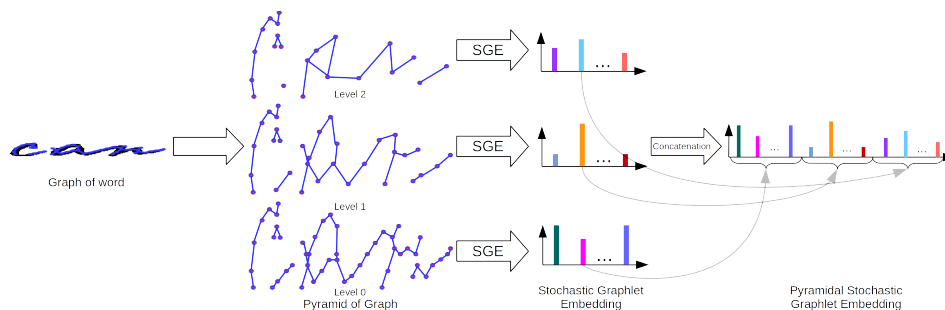 can
Graph of word
Level 2
Level 1
Level 0
Pyramid of Graph
SGE
SGE
SGE
...
...
...
Stochastic Graphlet
Embedding
Concatenation
... ... ...
Pyramidal Stochastic
Graphlet Embedding